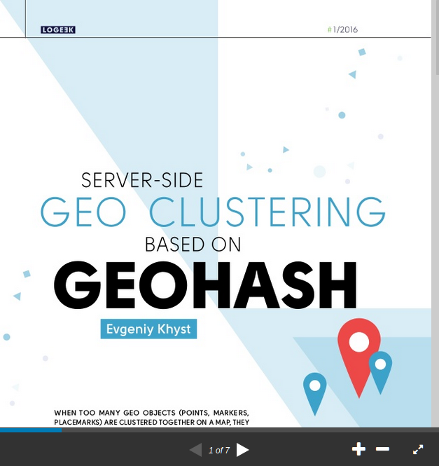 LOGEEK
#1/2016
SERVER-SIDE
GEO CLUSTERING
BASED ON
GEOHASH
Evgeniy Khyst
WHEN TOO MANY GEO OBJECTS (POINTS, MARKERS,
PLACEMARKS) ARE CLUSTERED TOGETHER ON A MAP, THEY
1 of 7